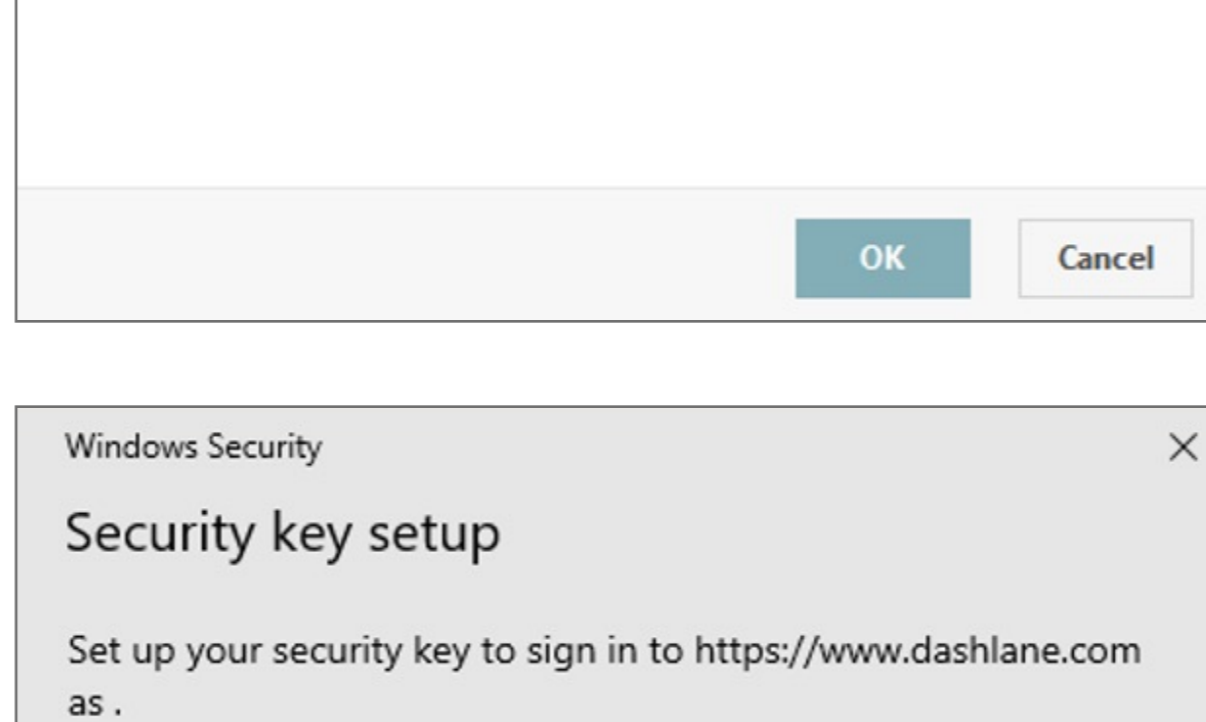 OK Cancel
Windows Security
Security key setup
Set up your security key to sign in to https://www.dashlane.com
as .